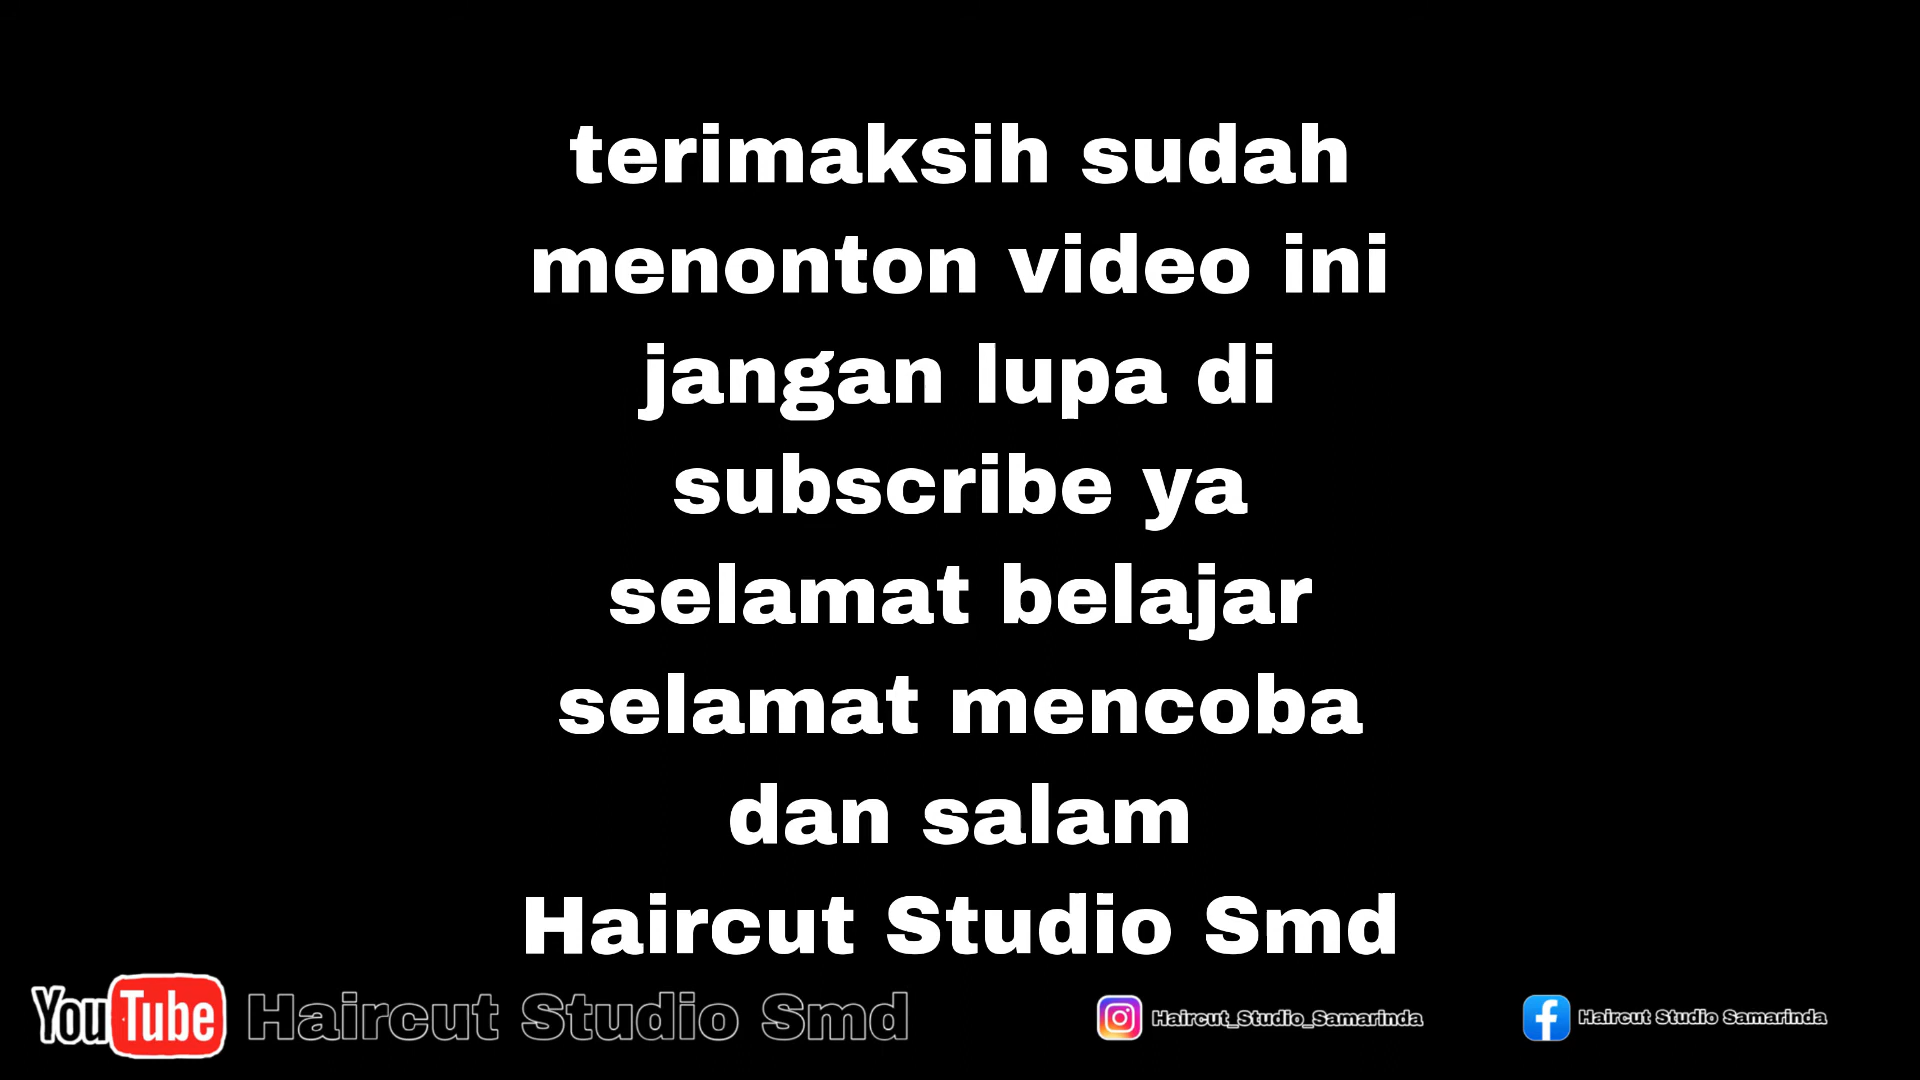 terimaksih sudah
menonton video ini
jangan lupa di
subscribe ya
selamat belajar
selamat mencoba
dan salam
Haircut Studio Smd
YouTube Haircut Studio Smd
Haircut_Studio_Samarinda
Haircut Studio Samarinda